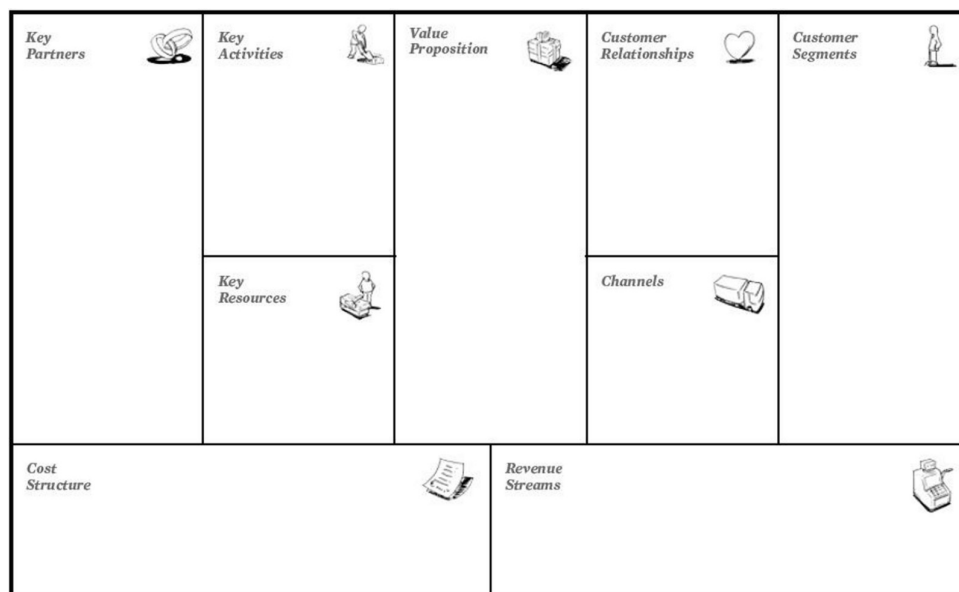 Key
Partners
Key
Activities
Value
Proposition
Customer
Relationships
Customer
Segments
Key
Resources
Channels
Cost
Structure
Revenue
Streams